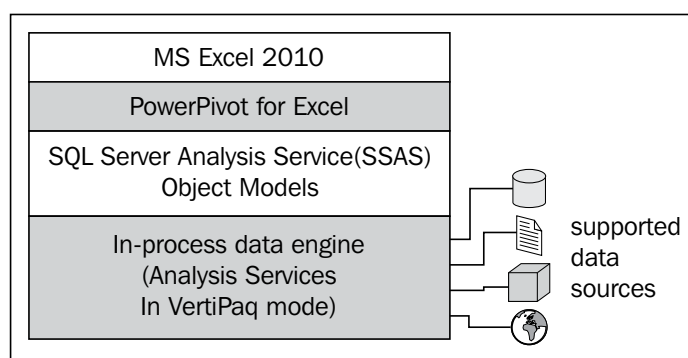 MS Excel 2010
PowerPivot for Excel
SQL Server Analysis Service(SSAS)
Object Models
In-process data engine
(Analysis Services
In VertiPaq mode)
supported
data
sources